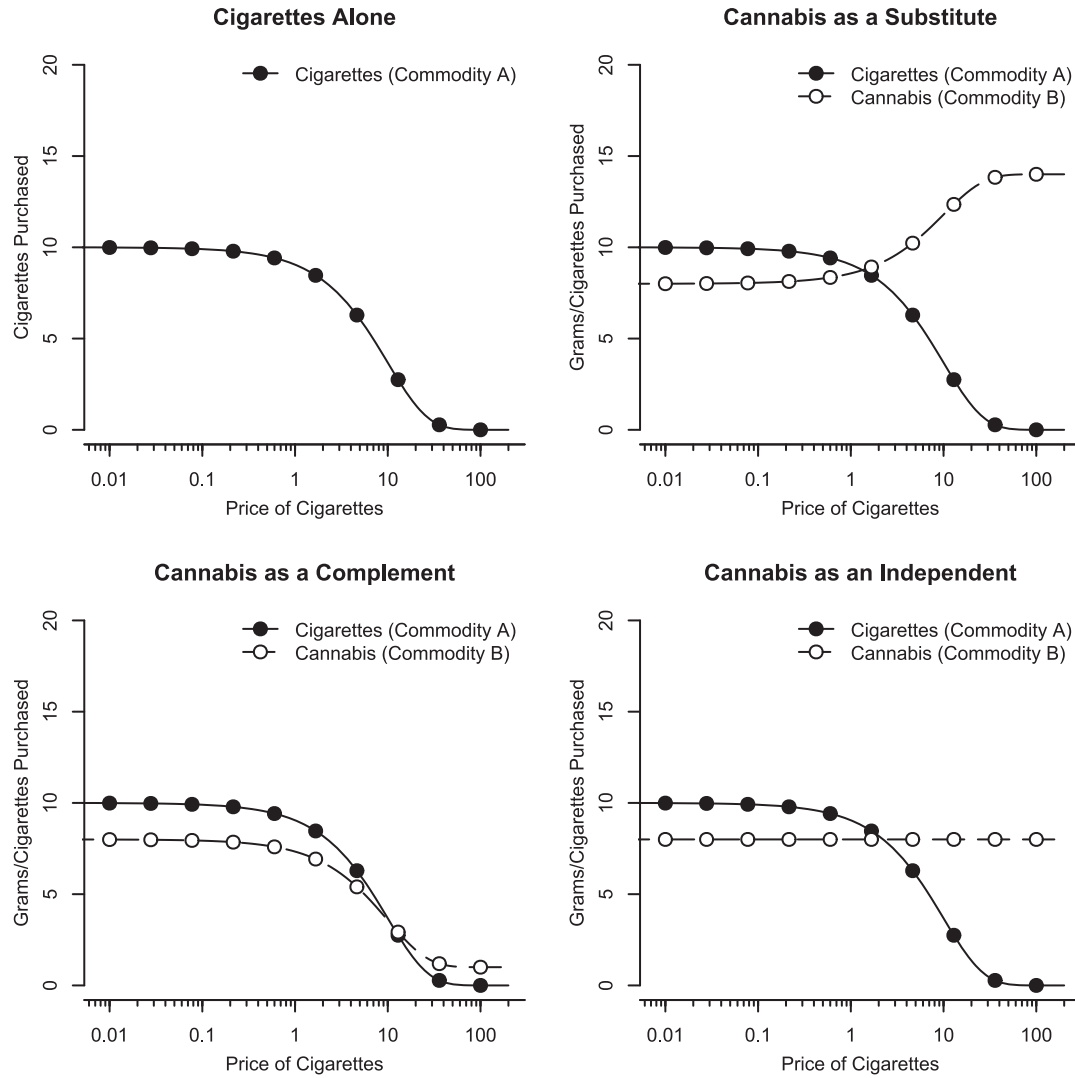 Cigarettes Alone
Cigarettes (Commodity A)
Cigarettes Purchased
20
15
10
5
0
0.01 0.1 1 10 100
Price of Cigarettes
Cannabis as a Substitute
Cigarettes (Commodity A)
Cannabis (Commodity B)
Grams/Cigarettes Purchased
20
15
10
5
0
0.01 0.1 1 10 100
Price of Cigarettes
Cannabis as a Complement
Cigarettes (Commodity A)
Cannabis (Commodity B)
Grams/Cigarettes Purchased
20
15
10
5
0
0.01 0.1 1 10 100
Price of Cigarettes
Cannabis as an Independent
Cigarettes (Commodity A)
Cannabis (Commodity B)
Grams/Cigarettes Purchased
20
15
10
5
0
0.01 0.1 1 10 100
Price of Cigarettes